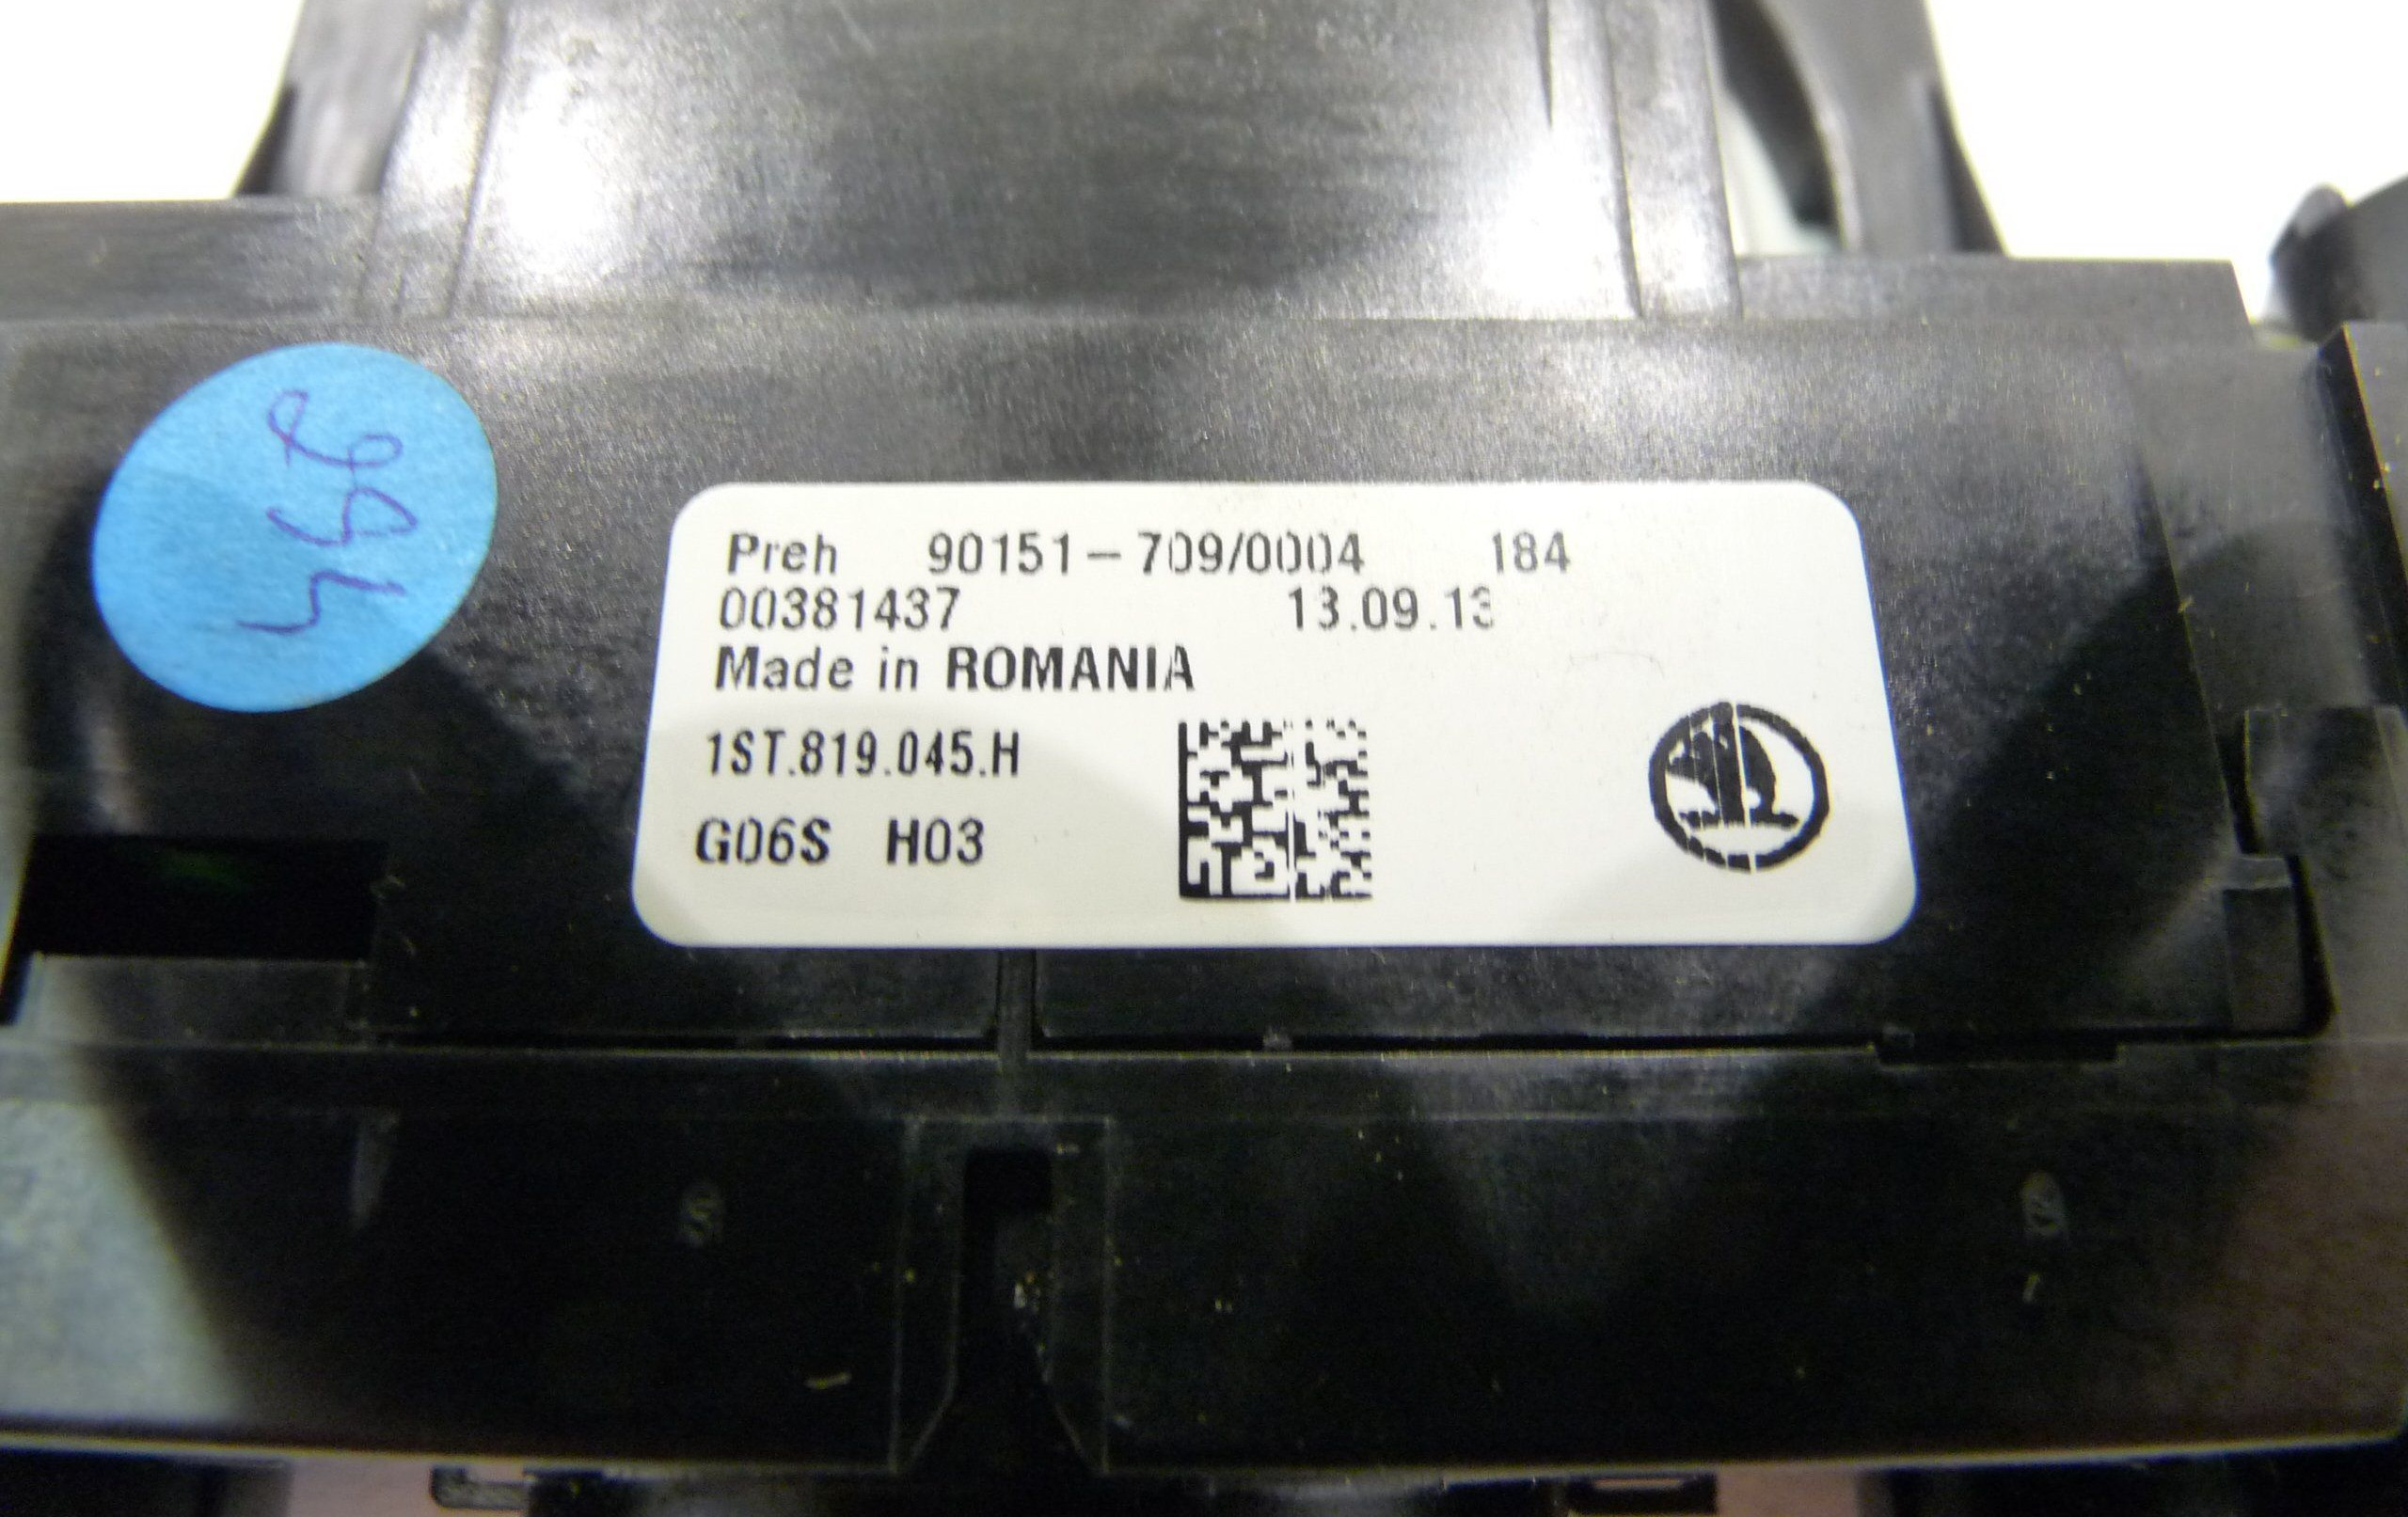 Preh 90151-709/0004 184
00381437 13.09.13
Made in ROMANIA
1ST.819.045.H
G06S H03